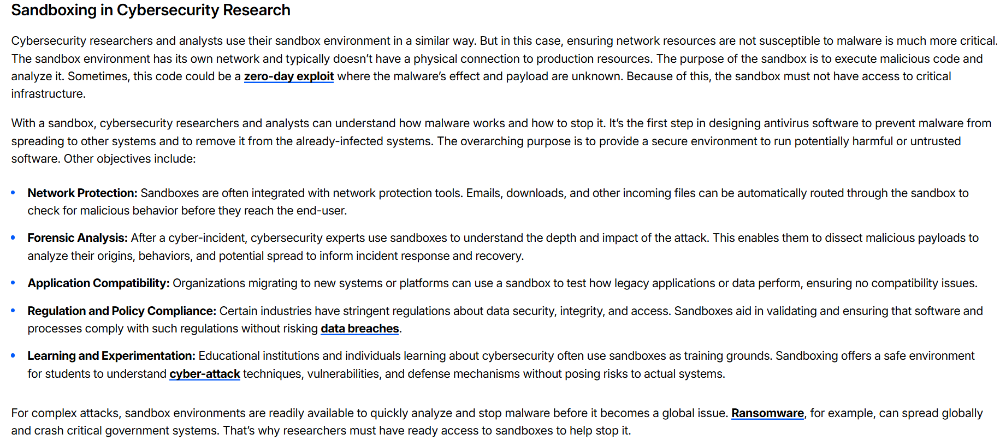 Sandboxing in Cybersecurity Research
Cybersecurity researchers and analysts use their sandbox environment in a similar way. But in this case, ensuring network resources are not susceptible to malware is much more critical.
The sandbox environment has its own network and typically doesn’t have a physical connection to production resources. The purpose of the sandbox is to execute malicious code and
analyze it. Sometimes, this code could be a zero-day exploit where the malware’s effect and payload are unknown. Because of this, the sandbox must not have access to critical
infrastructure.
With a sandbox, cybersecurity researchers and analysts can understand how malware works and how to stop it. It’s the first step in designing antivirus software to prevent malware from
spreading to other systems and to remove it from the already-infected systems. The overarching purpose is to provide a secure environment to run potentially harmful or untrusted
software. Other objectives include:
• Network Protection: Sandboxes are often integrated with network protection tools. Emails, downloads, and other incoming files can be automatically routed through the sandbox to
check for malicious behavior before they reach the end-user.
• Forensic Analysis: After a cyber-incident, cybersecurity experts use sandboxes to understand the depth and impact of the attack. This enables them to dissect malicious payloads to
analyze their origins, behaviors, and potential spread to inform incident response and recovery.
• Application Compatibility: Organizations migrating to new systems or platforms can use a sandbox to test how legacy applications or data perform, ensuring no compatibility issues.
• Regulation and Policy Compliance: Certain industries have stringent regulations about data security, integrity, and access. Sandboxes aid in validating and ensuring that software and
processes comply with such regulations without risking data breaches.
• Learning and Experimentation: Educational institutions and individuals learning about cybersecurity often use sandboxes as training grounds. Sandboxing offers a safe environment
for students to understand cyber-attack techniques, vulnerabilities, and defense mechanisms without posing risks to actual systems.
For complex attacks, sandbox environments are readily available to quickly analyze and stop malware before it becomes a global issue. Ransomware, for example, can spread globally
and crash critical government systems. That’s why researchers must have ready access to sandboxes to help stop it.